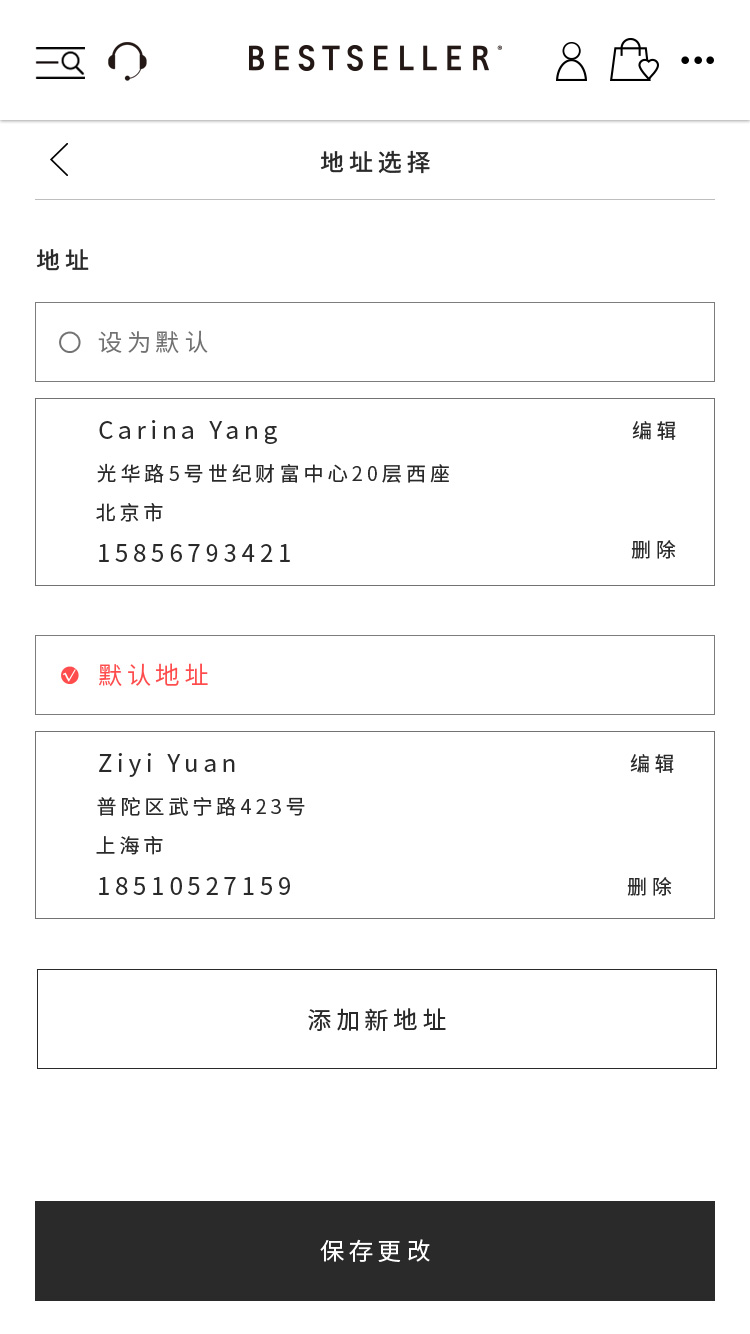 BESTSELLER®
地址选择
地址
设为默认
Carina Yang
编辑
光华路5号世纪财富中心20层西座
北京市
15856793421
删除
默认地址
Ziyi Yuan
编辑
普陀区武宁路423号
上海市
18510527159
删除
添加新地址
保存更改